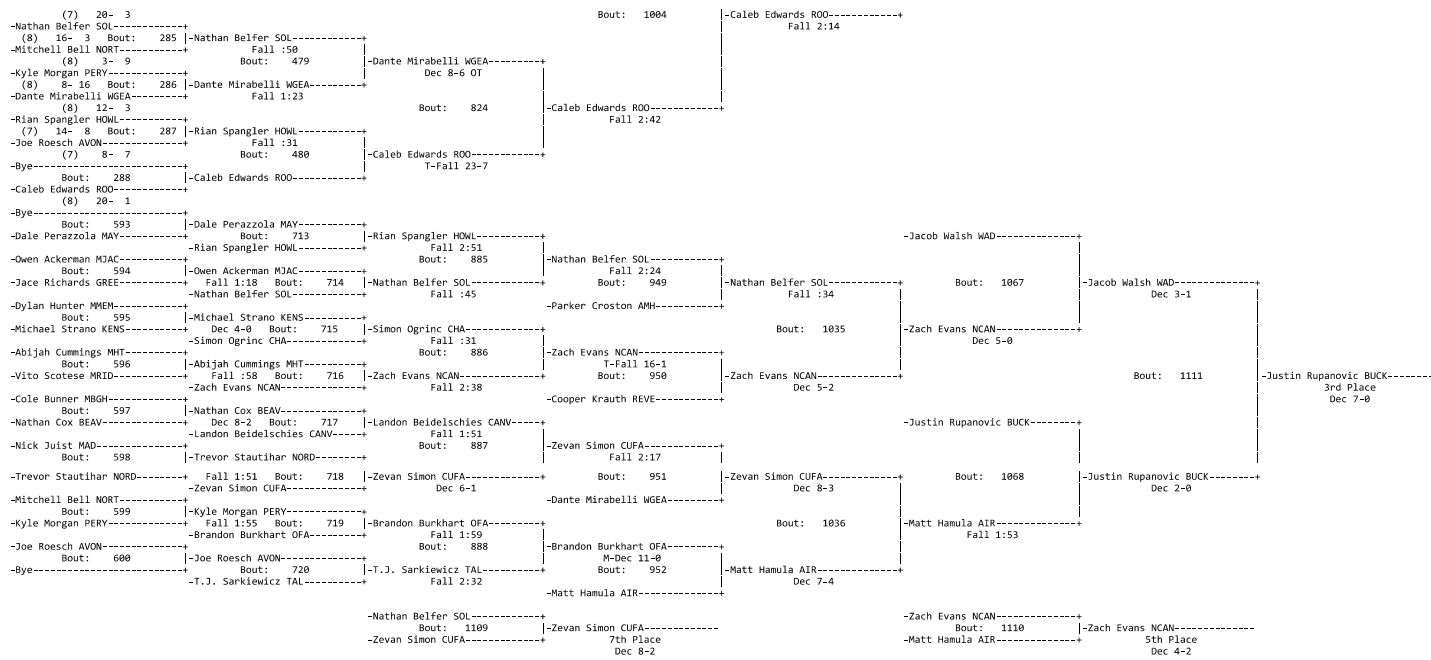 (7) 20- 3 Bout: 1004 |-Caleb Edwards ROO------------+
-Nathan Belfer SOL------------+ | Fall 2:14
(8) 16- 3 Bout: 285 |-Nathan Belfer SOL------------+ |
-Mitchell Bell NORT-----------+ Fall :50 | |
(8) 3- 9 Bout: 479 |-Dante Mirabelli WGEA---------+ |
-Kyle Morgan PERY-------------+ | Dec 8-6 OT | |
(8) 8- 16 Bout: 286 |-Dante Mirabelli WGEA---------+ | |
-Dante Mirabelli WGEA---------+ Fall 1:23 | |
(8) 12- 3 Bout: 824 |-Caleb Edwards ROO------------+
-Rian Spangler HOWL-----------+ | Fall 2:42
(7) 14- 8 Bout: 287 |-Rian Spangler HOWL-----------+ |
-Joe Roesch AVON--------------+ Fall :31 | |
(7) 8- 7 Bout: 480 |-Caleb Edwards ROO------------+
-Bye--------------------------+ | T-Fall 23-7
Bout: 288 |-Caleb Edwards ROO------------+
-Caleb Edwards ROO------------+
(8) 20- 1
-Bye--------------------------+
Bout: 593 |-Dale Perazzola MAY-----------+
-Dale Perazzola MAY-----------+ Bout: 713 |-Rian Spangler HOWL-----------+ -Jacob Walsh WAD--------------+
-Rian Spangler HOWL-----------+ Fall 2:51 | |
-Owen Ackerman MJAC-----------+ Bout: 885 |-Nathan Belfer SOL------------+ |
Bout: 594 |-Owen Ackerman MJAC-----------+ | Fall 2:24 | |
-Jace Richards GREE-----------+ Fall 1:18 Bout: 714 |-Nathan Belfer SOL------------+ Bout: 949 |-Nathan Belfer SOL------------+ Bout: 1067 |-Jacob Walsh WAD--------------+
-Nathan Belfer SOL------------+ Fall :45 | Fall :34 | | Dec 3-1 |
-Dylan Hunter MMEM------------+ -Parker Croston AMH-----------+ | | |
Bout: 595 |-Michael Strano KENS----------+ | | |
-Michael Strano KENS----------+ Dec 4-0 Bout: 715 |-Simon Ogrinc CHA-------------+ Bout: 1035 |-Zach Evans NCAN--------------+ |
-Simon Ogrinc CHA-------------+ Fall :31 | | Dec 5-0 |
-Abijah Cummings MHT----------+ Bout: 886 |-Zach Evans NCAN--------------+ | |
Bout: 596 |-Abijah Cummings MHT----------+ | T-Fall 16-1 | | |
-Vito Scotese MRID------------+ Fall :58 Bout: 716 |-Zach Evans NCAN--------------+ Bout: 950 |-Zach Evans NCAN--------------+ Bout: 1111 |-Justin Rupanovic BUCK-------
-Zach Evans NCAN--------------+ Fall 2:38 | Dec 5-2 | 3rd Place
-Cole Bunner MBGH-------------+ -Cooper Krauth REVE-----------+ | Dec 7-0
Bout: 597 |-Nathan Cox BEAV--------------+ |
-Nathan Cox BEAV--------------+ Dec 8-2 Bout: 717 |-Landon Beidelschies CANV-----+ -Justin Rupanovic BUCK--------+ |
-Landon Beidelschies CANV-----+ Fall 1:51 | | |
-Nick Juist MAD---------------+ Bout: 887 |-Zevan Simon CUFA-------------+ | |
Bout: 598 |-Trevor Stautihar NORD--------+ | Fall 2:17 | | |
-Trevor Stautihar NORD--------+ Fall 1:51 Bout: 718 |-Zevan Simon CUFA-------------+ Bout: 951 |-Zevan Simon CUFA-------------+ Bout: 1068 |-Justin Rupanovic BUCK--------+
-Zevan Simon CUFA-------------+ Dec 6-1 | Dec 8-3 | | Dec 2-0
-Mitchell Bell NORT-----------+ -Dante Mirabelli WGEA---------+ | |
Bout: 599 |-Kyle Morgan PERY-------------+ | |
-Kyle Morgan PERY-------------+ Fall 1:55 Bout: 719 |-Brandon Burkhart OFA---------+ Bout: 1036 |-Matt Hamula AIR--------------+
-Brandon Burkhart OFA---------+ Fall 1:59 | | Fall 1:53
-Joe Roesch AVON--------------+ Bout: 888 |-Brandon Burkhart OFA---------+ |
Bout: 600 |-Joe Roesch AVON--------------+ | M-Dec 11-0 | |
-Bye--------------------------+ Bout: 720 |-T.J. Sarkiewicz TAL----------+ Bout: 952 |-Matt Hamula AIR--------------+
-T.J. Sarkiewicz TAL----------+ Fall 2:32 | Dec 7-4
-Matt Hamula AIR--------------+
-Nathan Belfer SOL------------+ -Zach Evans NCAN--------------+
Bout: 1109 |-Zevan Simon CUFA------------- Bout: 1110 |-Zach Evans NCAN--------------
-Zevan Simon CUFA-------------+ 7th Place -Matt Hamula AIR--------------+ 5th Place
Dec 8-2 Dec 4-2